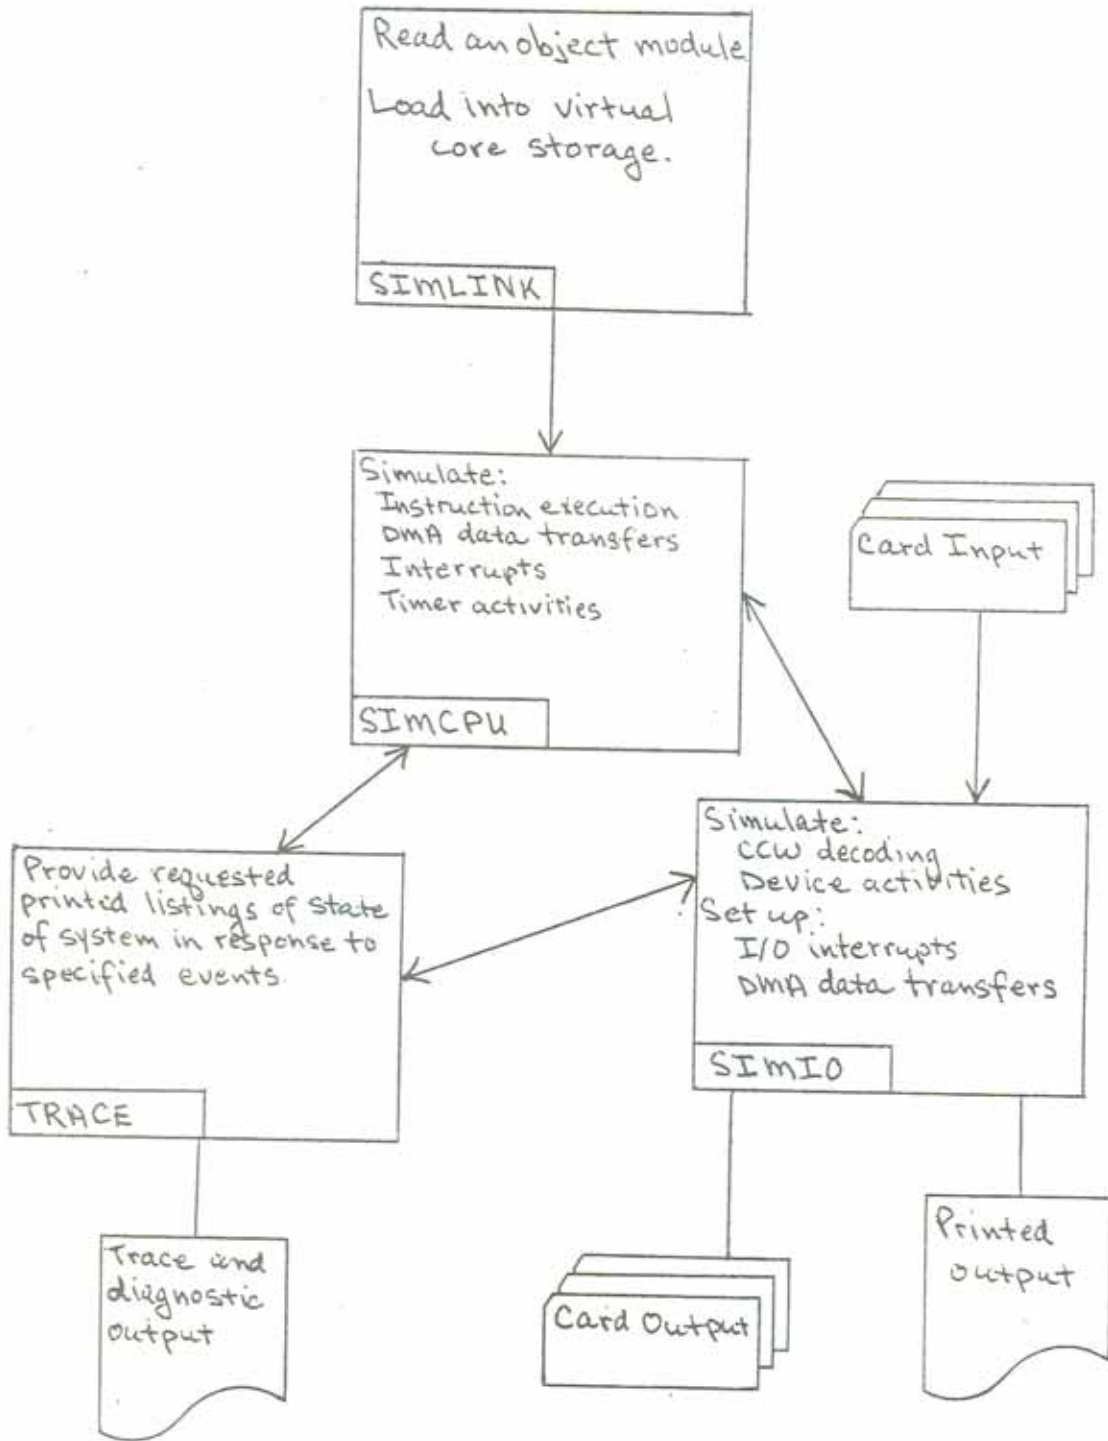 Read an object module
Load into virtual
core storage.
SIMLINK
Simulate:
Instruction execution
DMA data transfers
Interrupts
Timer activities
SIMCPU
Card Input
Simulate:
CCW decoding
Device activities
Set up:
I/O interrupts
DMA data transfers
SIMIO
Provide requested
printed listings of state
of system in response to
specified events.
TRACE
Trace and
diagnostic
output
Card Output
Printed
output